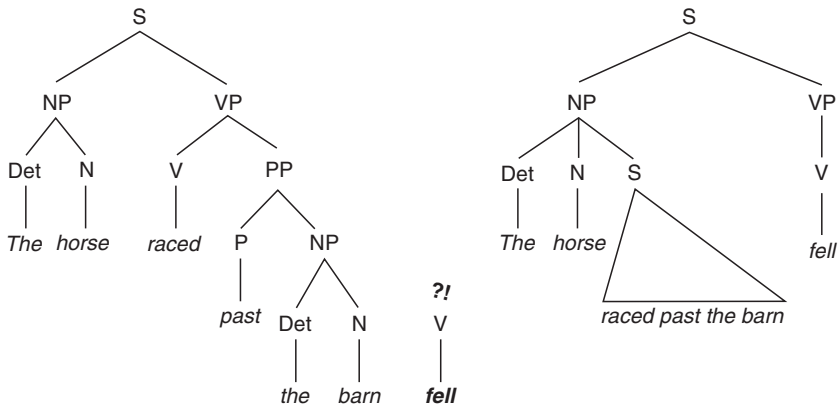 S S
NP VP NP VP
Det N V PP Det N S V
The horse raced P NP The horse fell
past ?!
Det N V raced past the barn
the barn fell